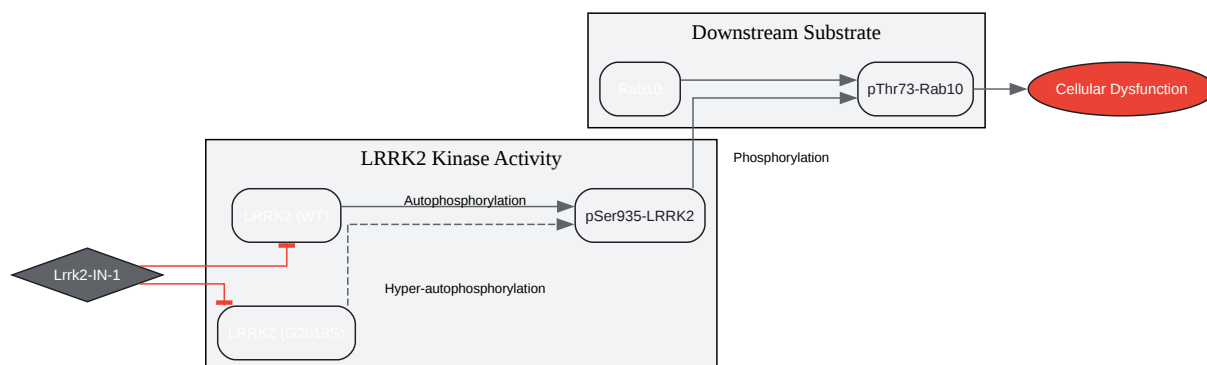 Downstream Substrate
Rab10
pThr73-Rab10
Cellular Dysfunction
Phosphorylation
LRRK2 Kinase Activity
LRRK2 (WT)
Autophosphorylation
pSer935-LRRK2
Lrrk2-IN-1
Hyper-autophosphorylation
LRRK2 (G2019S)